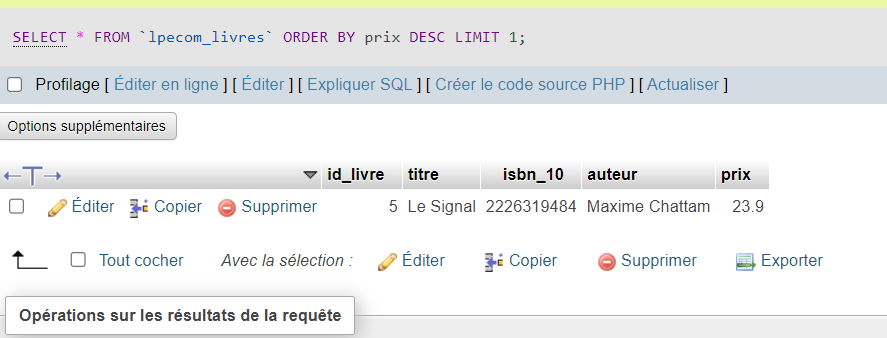 SELECT * FROM `lpecom_livres` ORDER BY prix DESC LIMIT 1;
Profilage [ Éditer en ligne ] [ Éditer ] [ Expliquer SQL ] [ Créer le code source PHP ] [ Actualiser ]
Options supplémentaires
id_livre titre isbn_10 auteur prix
Éditer Copier Supprimer 5 Le Signal 2226319484 Maxime Chattam 23.9
Tout cocher Avec la sélection : Éditer Copier Supprimer Exporter
Opérations sur les résultats de la requête